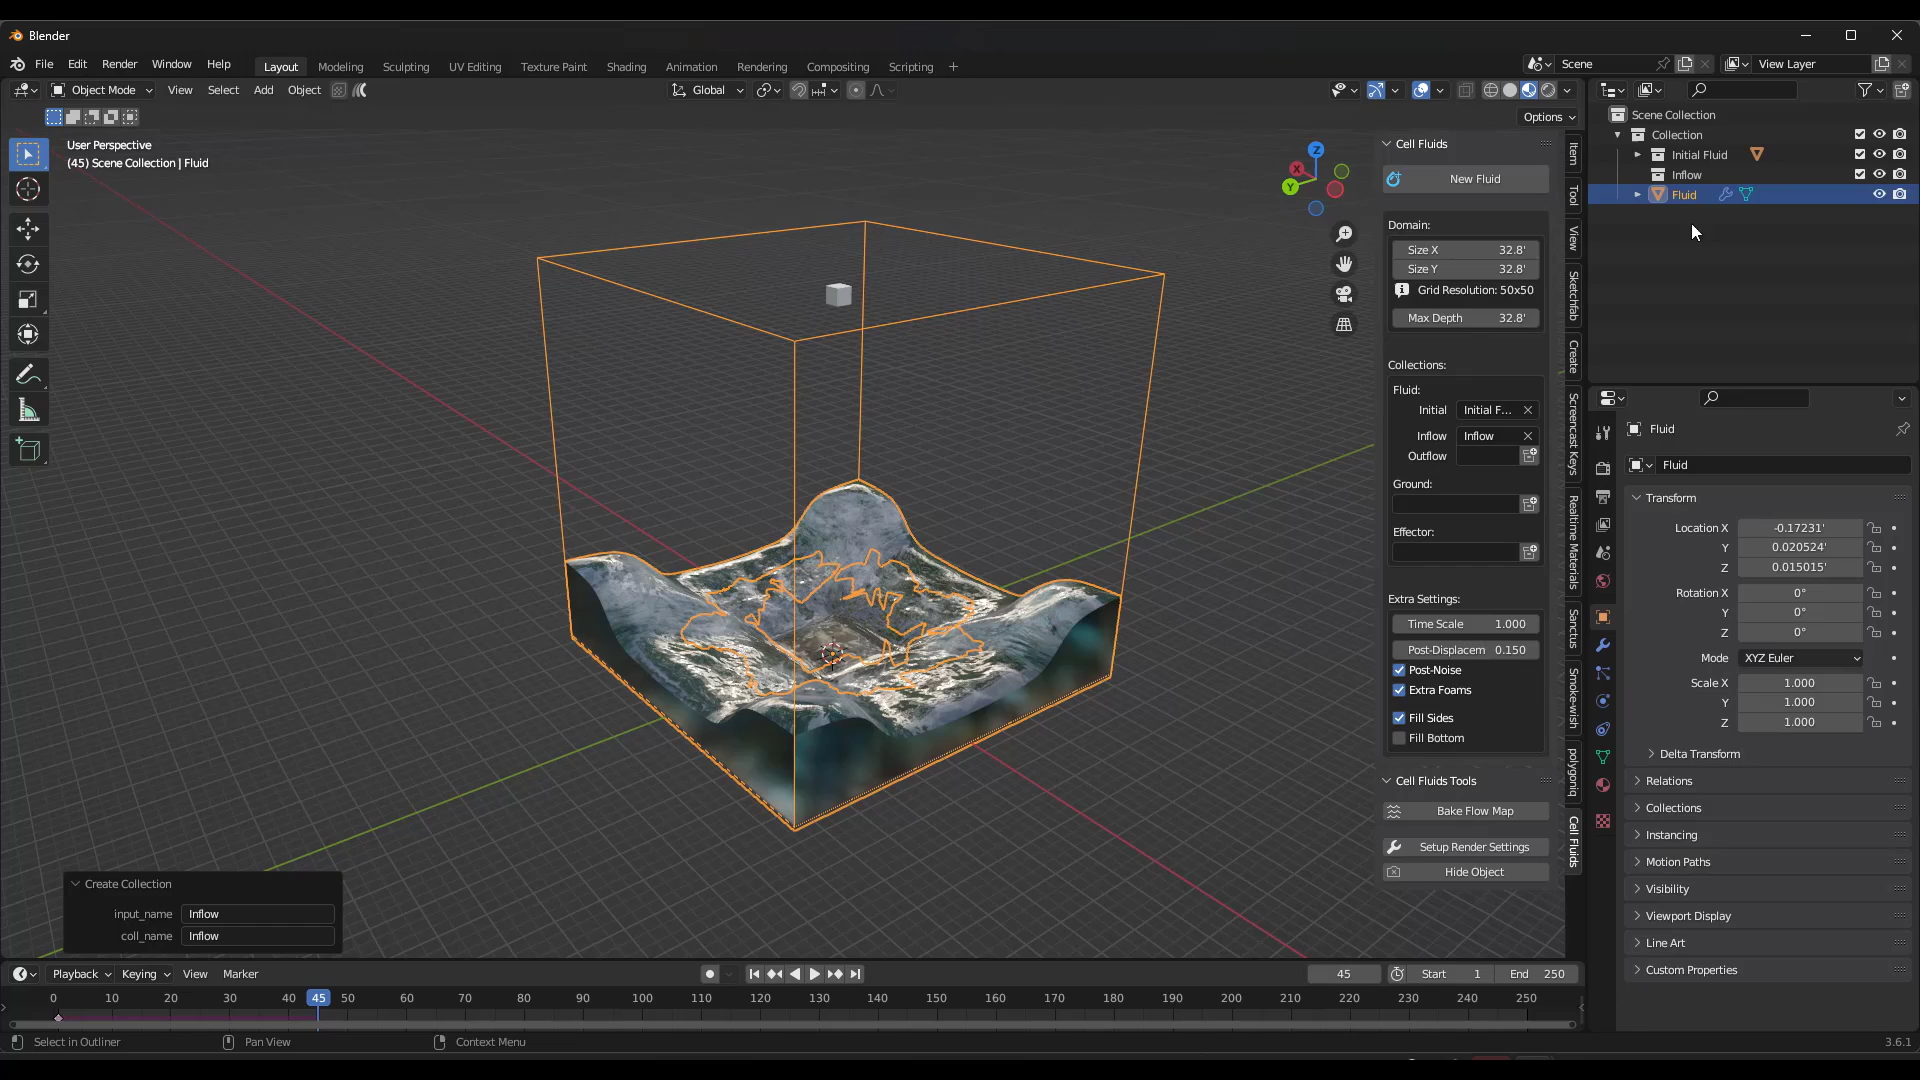 Blender
File Edit Render Window Help Layout Modeling Sculpting UV Editing Texture Paint Shading Animation Rendering Compositing Scripting + Scene View Layer
Object Mode View Select Add Object Global
Options
User Perspective
(45) Scene Collection | Fluid
Z
X
Y
Cell Fluids
New Fluid
Domain:
Size X 32.8'
Size Y 32.8'
Grid Resolution: 50x50
Max Depth 32.8'
Collections:
Fluid:
Initial Initial F...
Inflow Inflow
Outflow
Ground:
Effector:
Extra Settings:
Time Scale 1.000
Post-Displacem 0.150
Post-Noise
Extra Foams
Fill Sides
Fill Bottom
Cell Fluids Tools
Bake Flow Map
Setup Render Settings
Hide Object
Item
Tool
View
Sketchfab
Create
Screencast Keys
Realtime Materials
Sanctus
Smoke-wish
polygoniq
Cell Fluids
Scene Collection
Collection
Initial Fluid
Inflow
Fluid
Fluid
Fluid
Transform
Location X -0.17231'
Y 0.020524'
Z 0.015015'
Rotation X 0°
Y 0°
Z 0°
Mode XYZ Euler
Scale X 1.000
Y 1.000
Z 1.000
Delta Transform
Relations
Collections
Instancing
Motion Paths
Visibility
Viewport Display
Line Art
Custom Properties
Create Collection
input_name Inflow
coll_name Inflow
Playback Keying View Marker 45 Start 1 End 250
0 10 20 30 40 45 50 60 70 80 90 100 110 120 130 140 150 160 170 180 190 200 210 220 230 240 250
Select in Outliner Pan View Context Menu 3.6.1